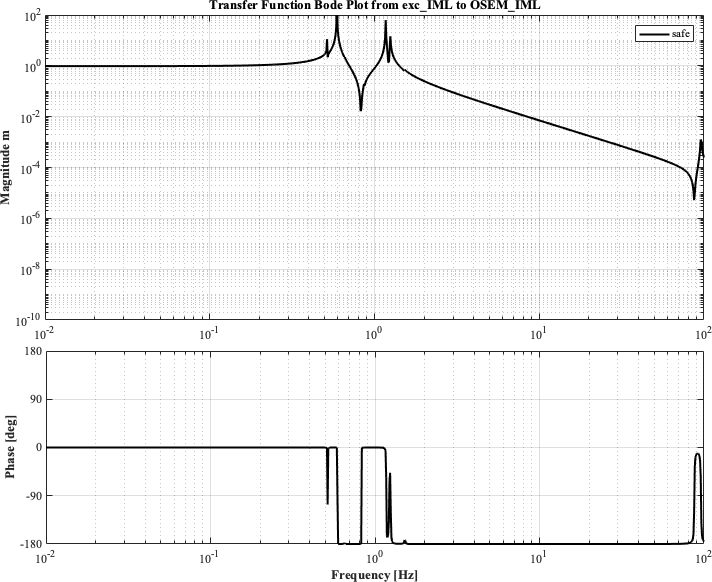 Transfer Function Bode Plot from exc_IML to OSEM_IML
10^2
safe
10^0
10^-2
Magnitude m
10^-4
10^-6
10^-8
10^-10
10^-2 10^-1 10^0 10^1 10^2
180
90
0
Phase [deg]
-90
-180
10^-2 10^-1 10^0 10^1 10^2
Frequency [Hz]